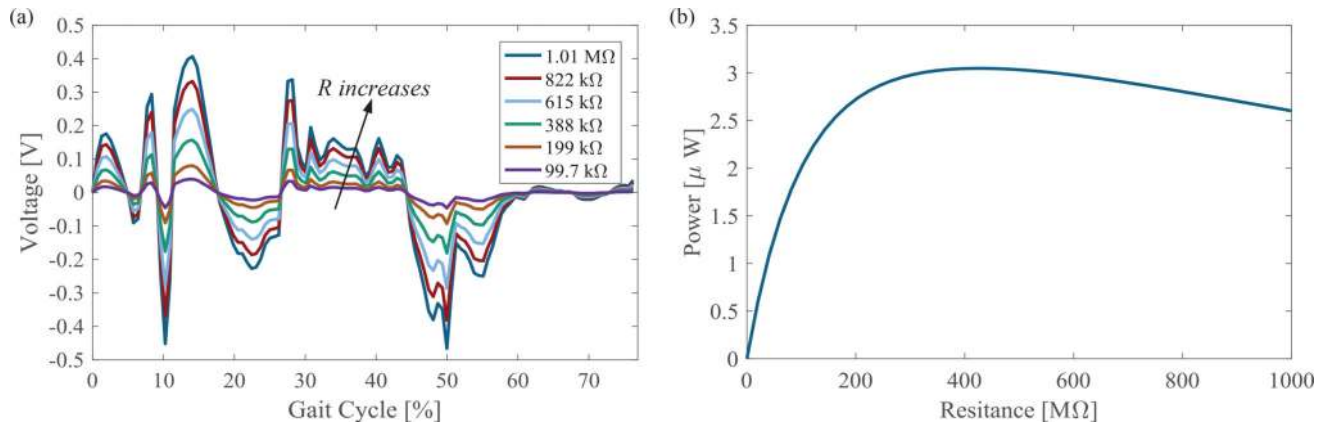 (a)
0.5
0.4
0.3
0.2
0.1
0
-0.1
-0.2
-0.3
-0.4
-0.5
Voltage [V]
0 10 20 30 40 50 60 70
Gait Cycle [%]
R increases
1.01 MΩ
822 kΩ
615 kΩ
388 kΩ
199 kΩ
99.7 kΩ
(b)
3.5
3
2.5
2
1.5
1
0.5
0
Power [μ W]
0 200 400 600 800 1000
Resitance [MΩ]